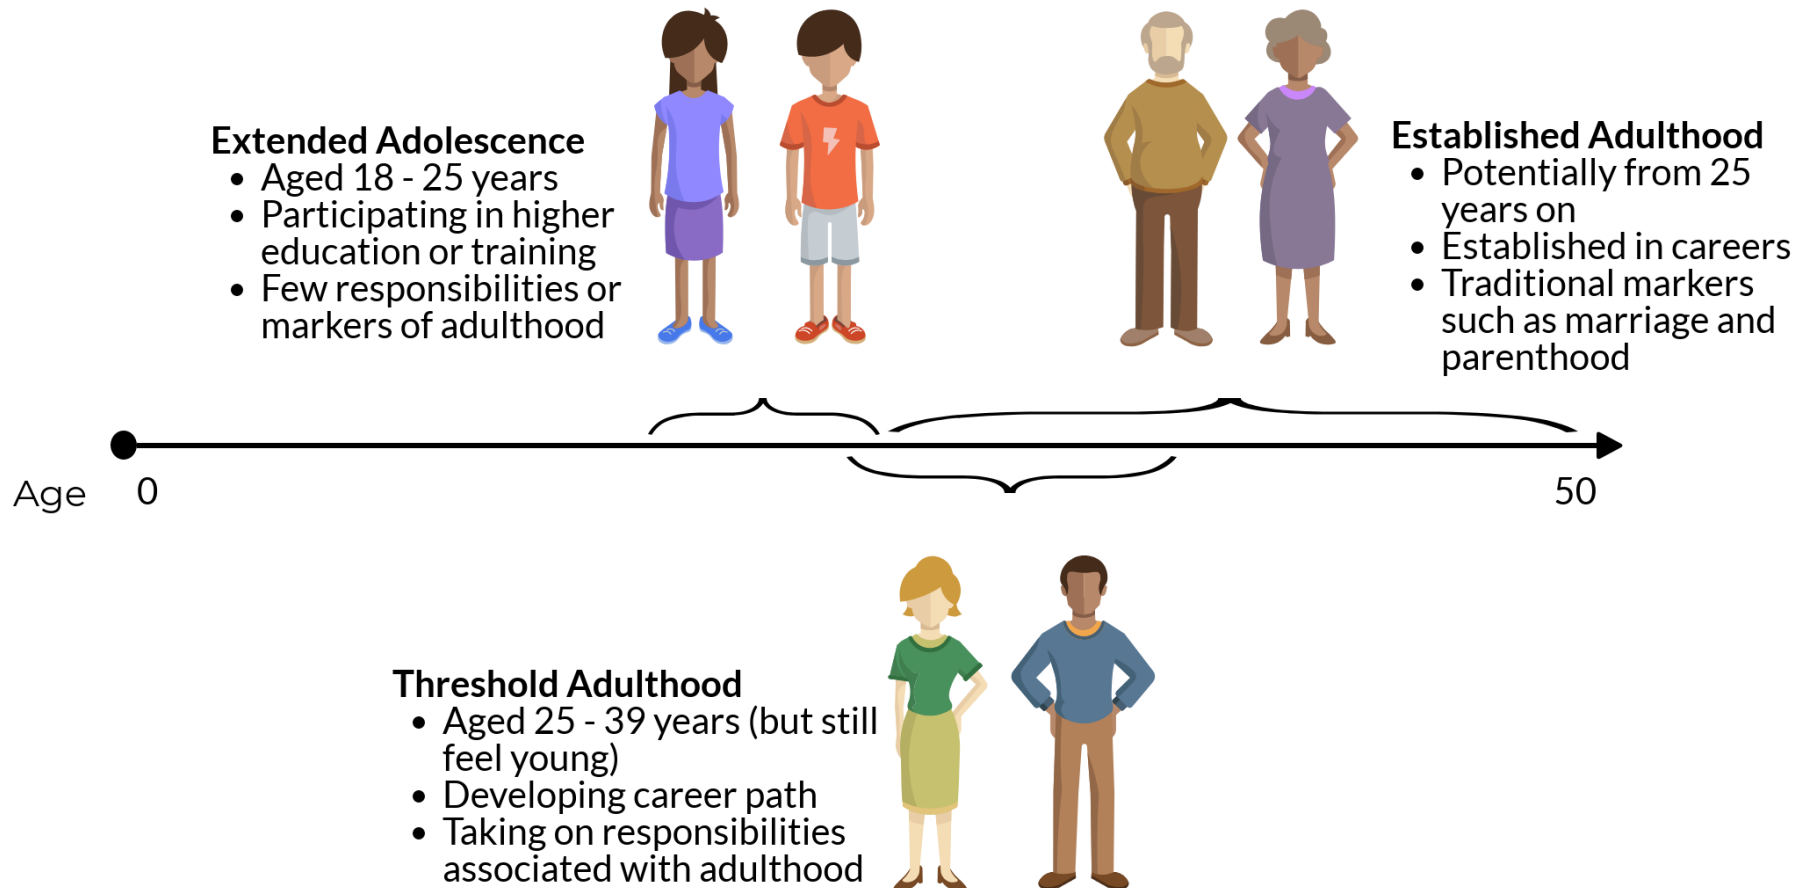 Extended Adolescence
• Aged 18 - 25 years
• Participating in higher
education or training
• Few responsibilities or
markers of adulthood
Established Adulthood
• Potentially from 25
years on
• Established in careers
• Traditional markers
such as marriage and
parenthood
Age 0 50
Threshold Adulthood
• Aged 25 - 39 years (but still
feel young)
• Developing career path
• Taking on responsibilities
associated with adulthood